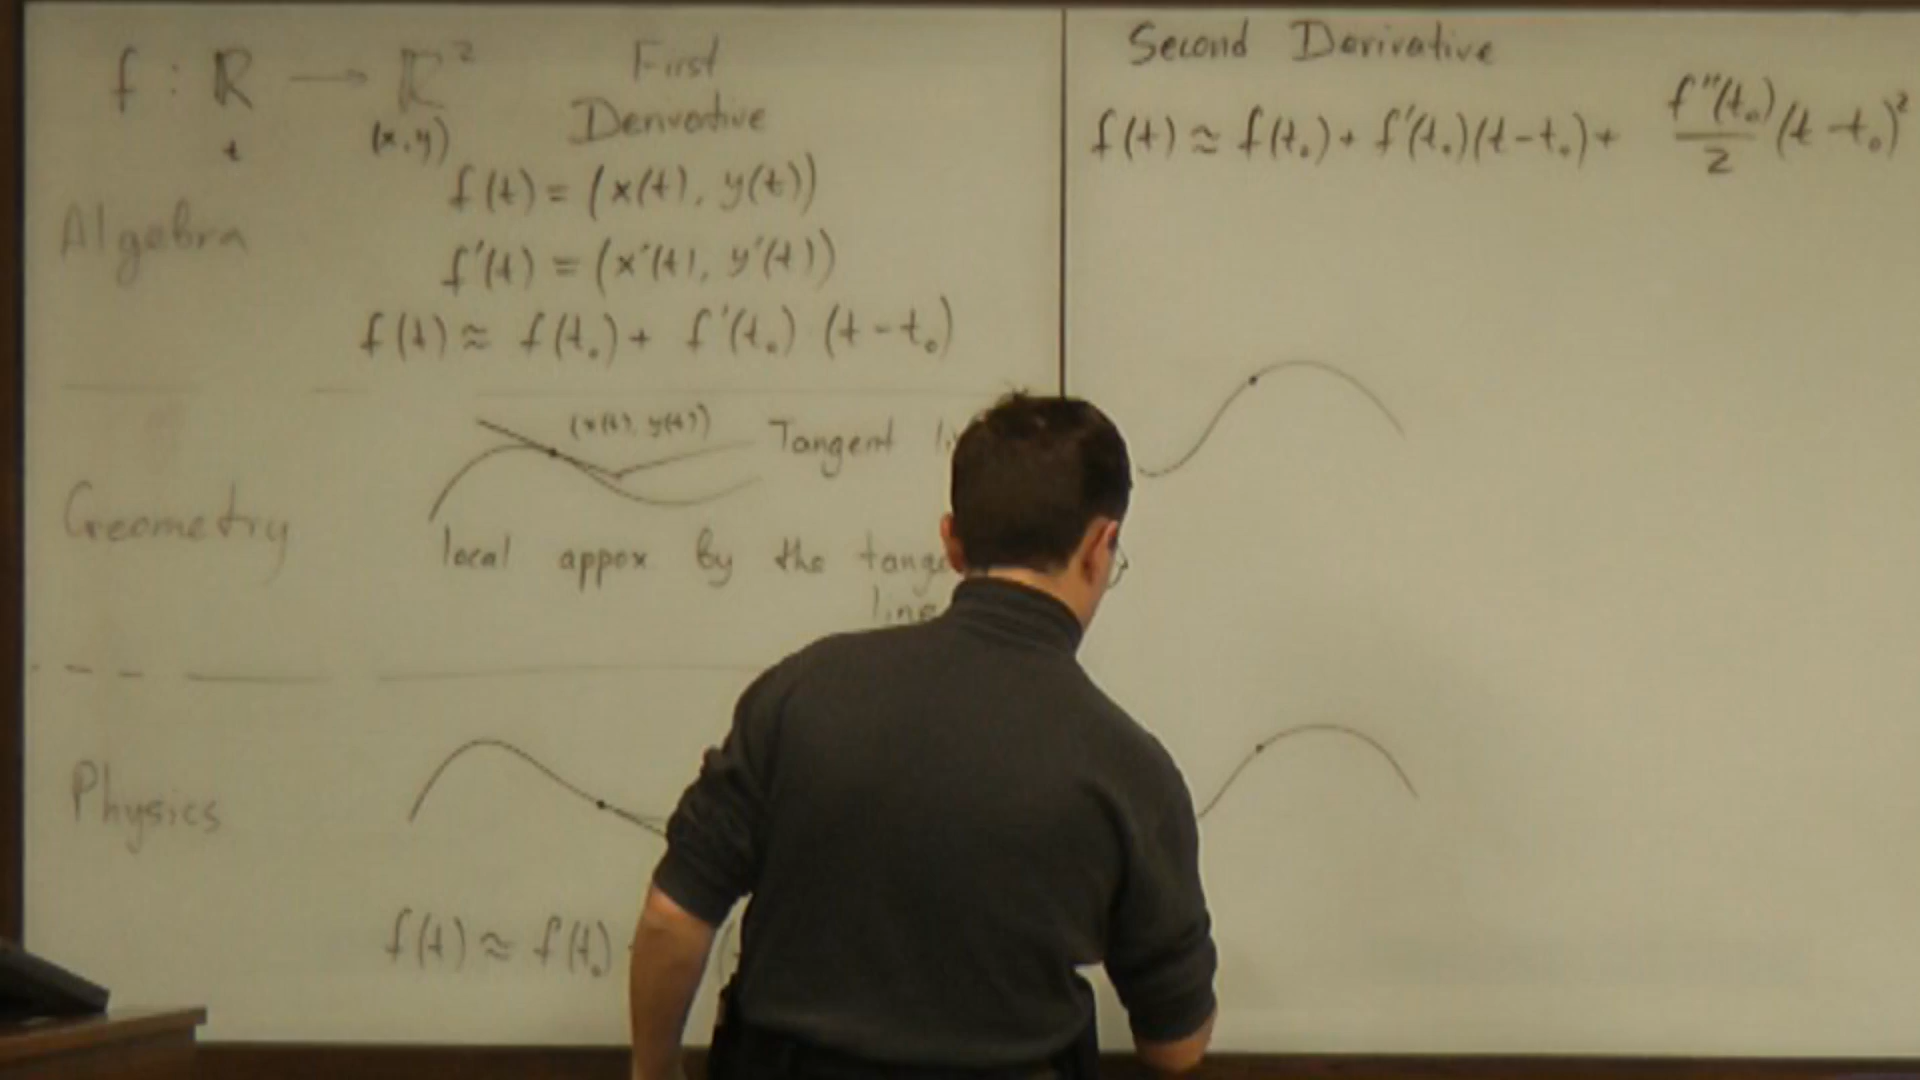 f : ℝ → ℝ²
t (x,y)
First
Derivative
Algebra
f(t) = (x(t), y(t))
f'(t) = (x'(t), y'(t))
f(t) ≈ f(t₀) + f'(t₀) (t-t₀)
Geometry
(x(t), y(t))
Tangent
local appox by the
line
Physics
f(t) ≈ f(t₀)
Second Derivative
f(t) ≈ f(t₀) + f'(t₀)(t-t₀) + f''(t₀)/2 (t-t₀)²